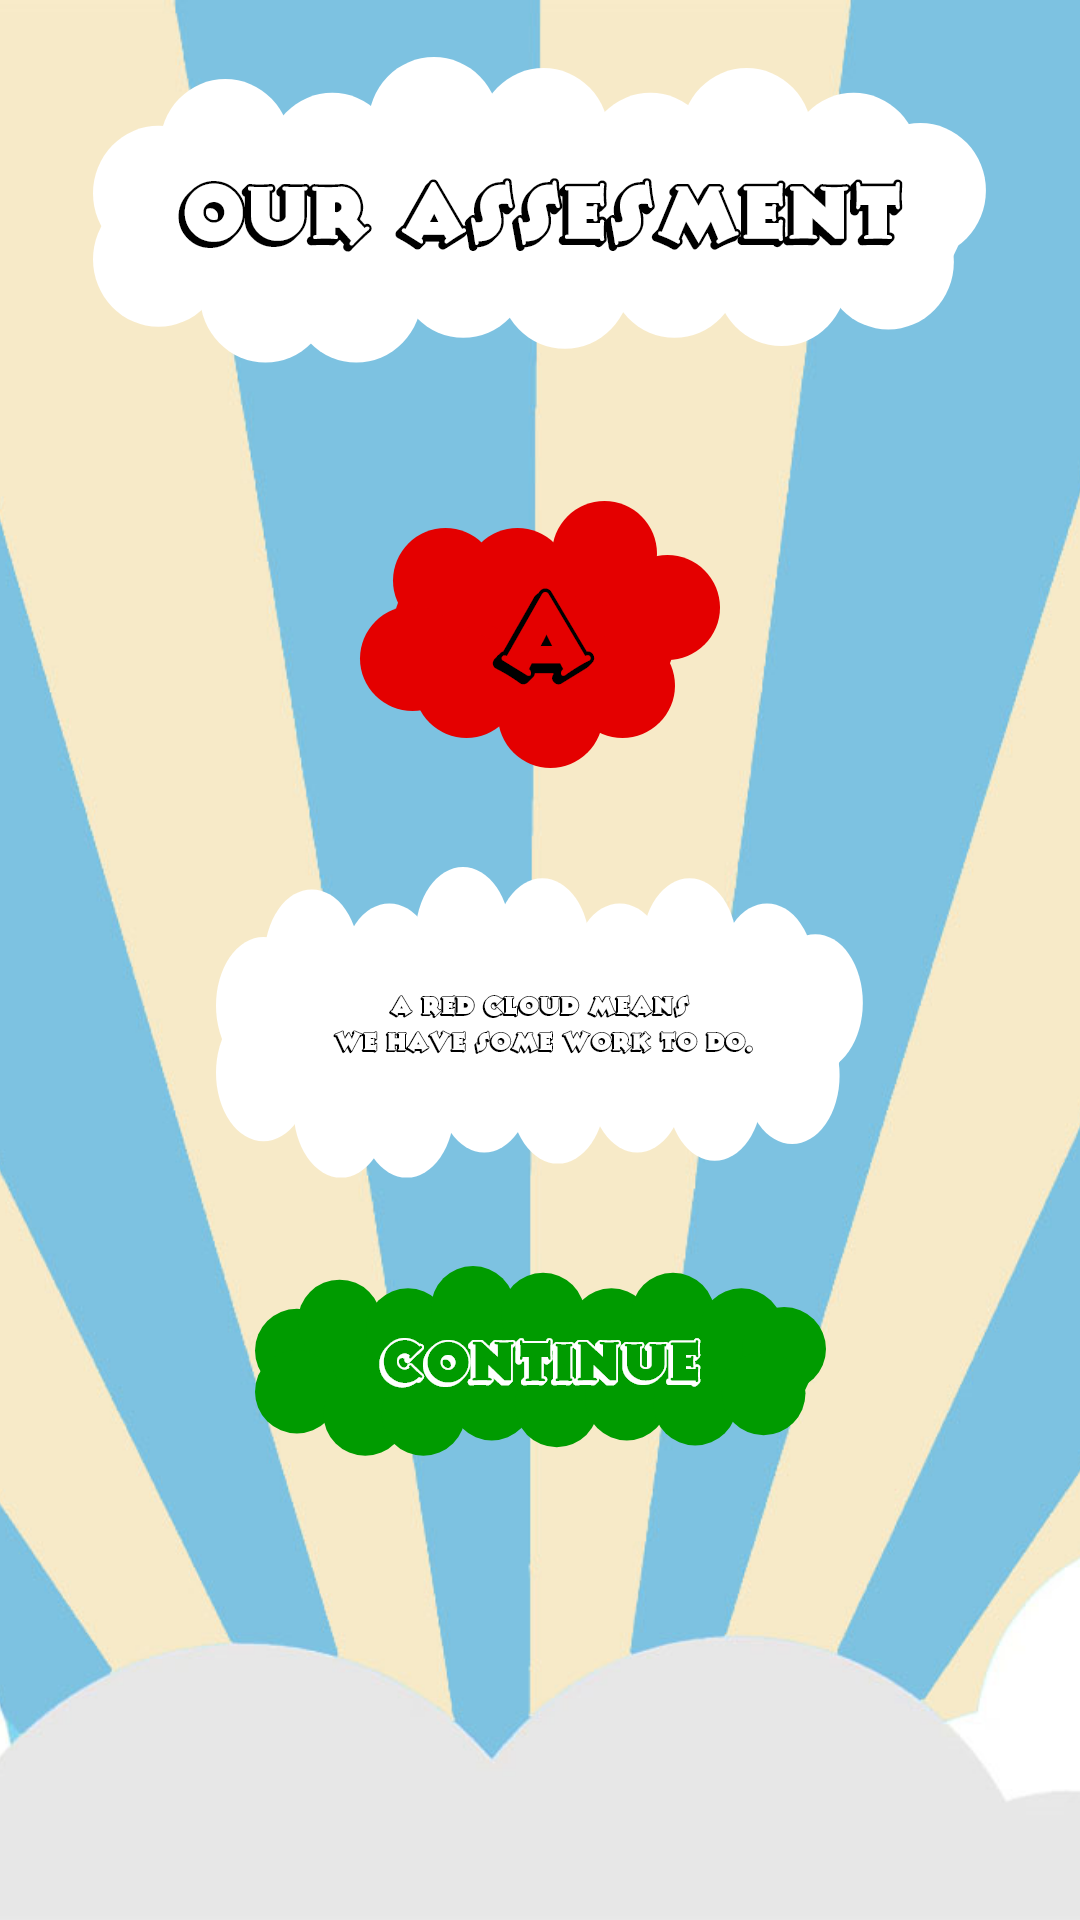 OUR ASSESMENT
A
A RED CLOUD MEANS
WE HAVE SOME WORK TO DO.
CONTINUE